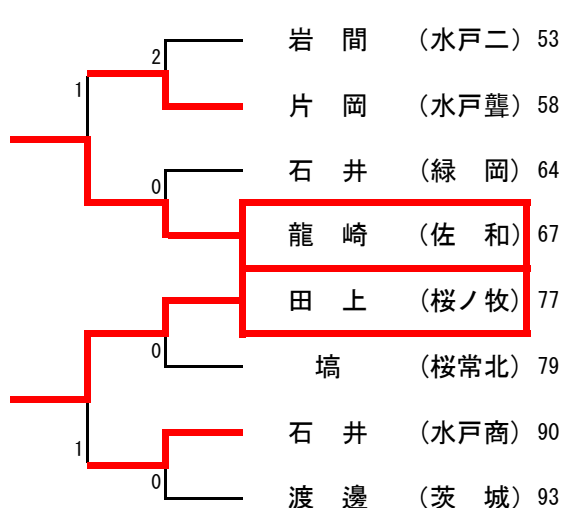 岩 間 （水戸二） 53
2
1
片 岡 （水戸聾） 58
石 井 （緑 岡） 64
0
龍 崎 （佐 和） 67
田 上 （桜ノ牧） 77
0
塙 （桜常北） 79
石 井 （水戸商） 90
1
0
渡 邊 （茨 城） 93